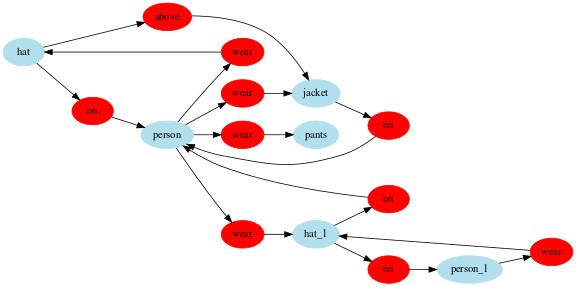 above
hat
wear
wear
jacket
on
on
person
wear
pants
on
wear
hat_1
wear
on
person_1